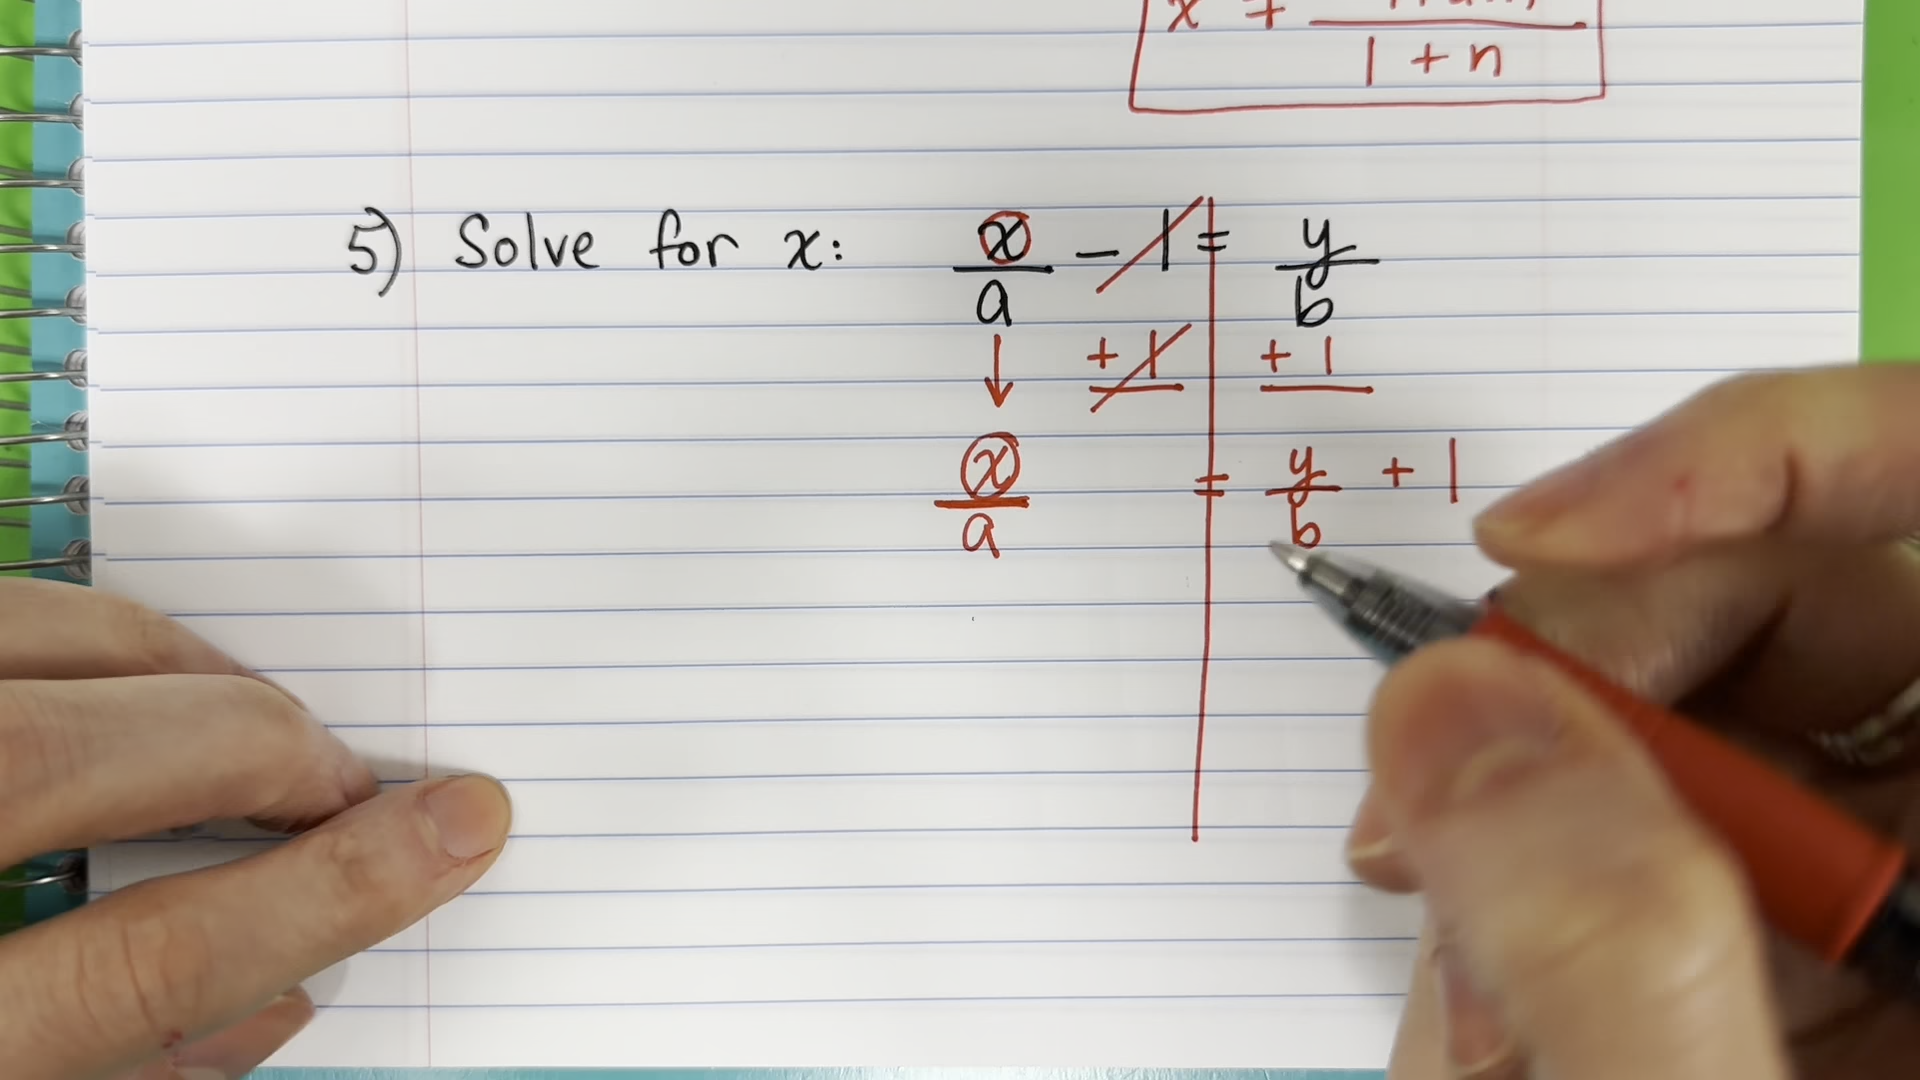 x =
1 + n
5) Solve for x: x/a - 1 = y/b
+ 1 + 1
x/a = y/b + 1